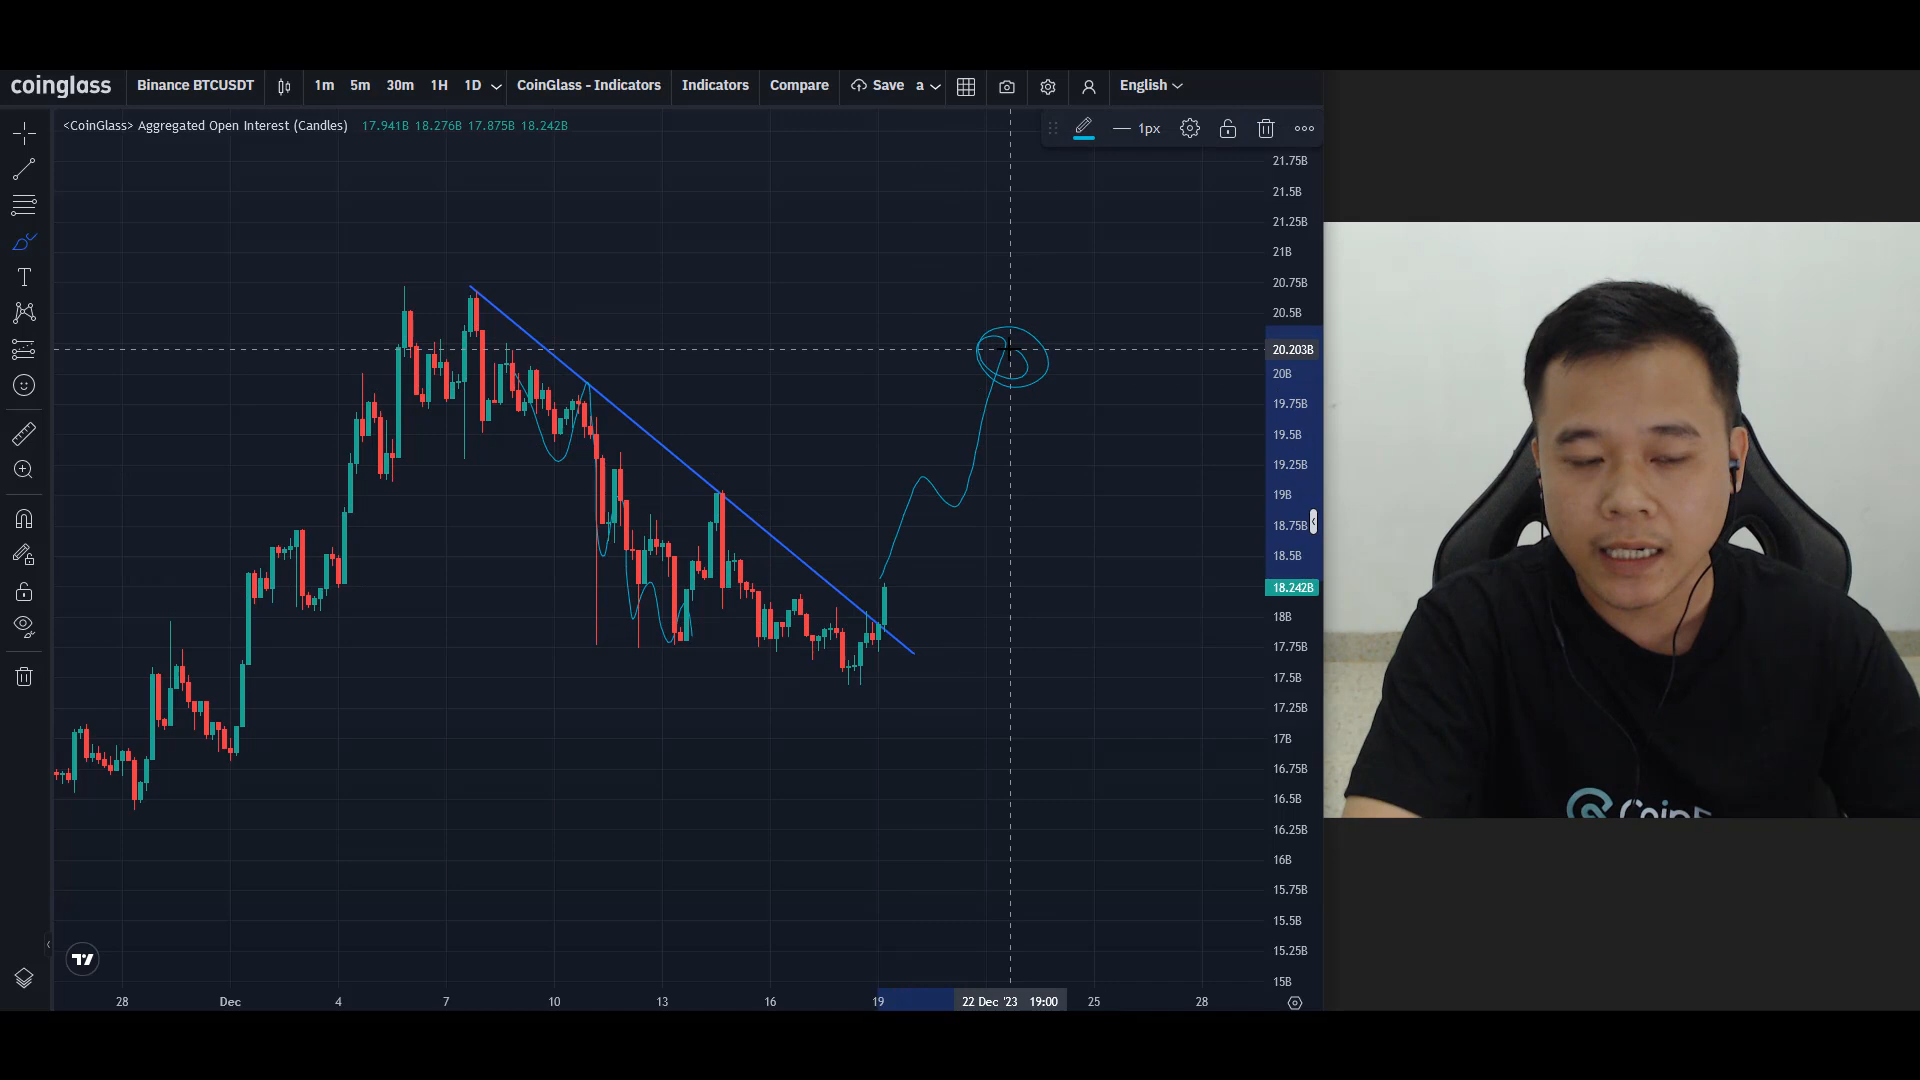 coinglass Binance BTCUSDT 1m 5m 30m 1H 1D CoinGlass - Indicators Indicators Compare Save a English
<CoinGlass> Aggregated Open Interest (Candles) 17.941B 18.276B 17.875B 18.242B
1px
21.75B
21.5B
21.25B
21B
20.75B
20.5B
20.203B
20B
19.75B
19.5B
19.25B
19B
18.75B
18.5B
18.242B
18B
17.75B
17.5B
17.25B
17B
16.75B
16.5B
16.25B
16B
15.75B
15.5B
15.25B
15B
28 Dec 4 7 10 13 16 19 22 Dec '23 19:00 25 28